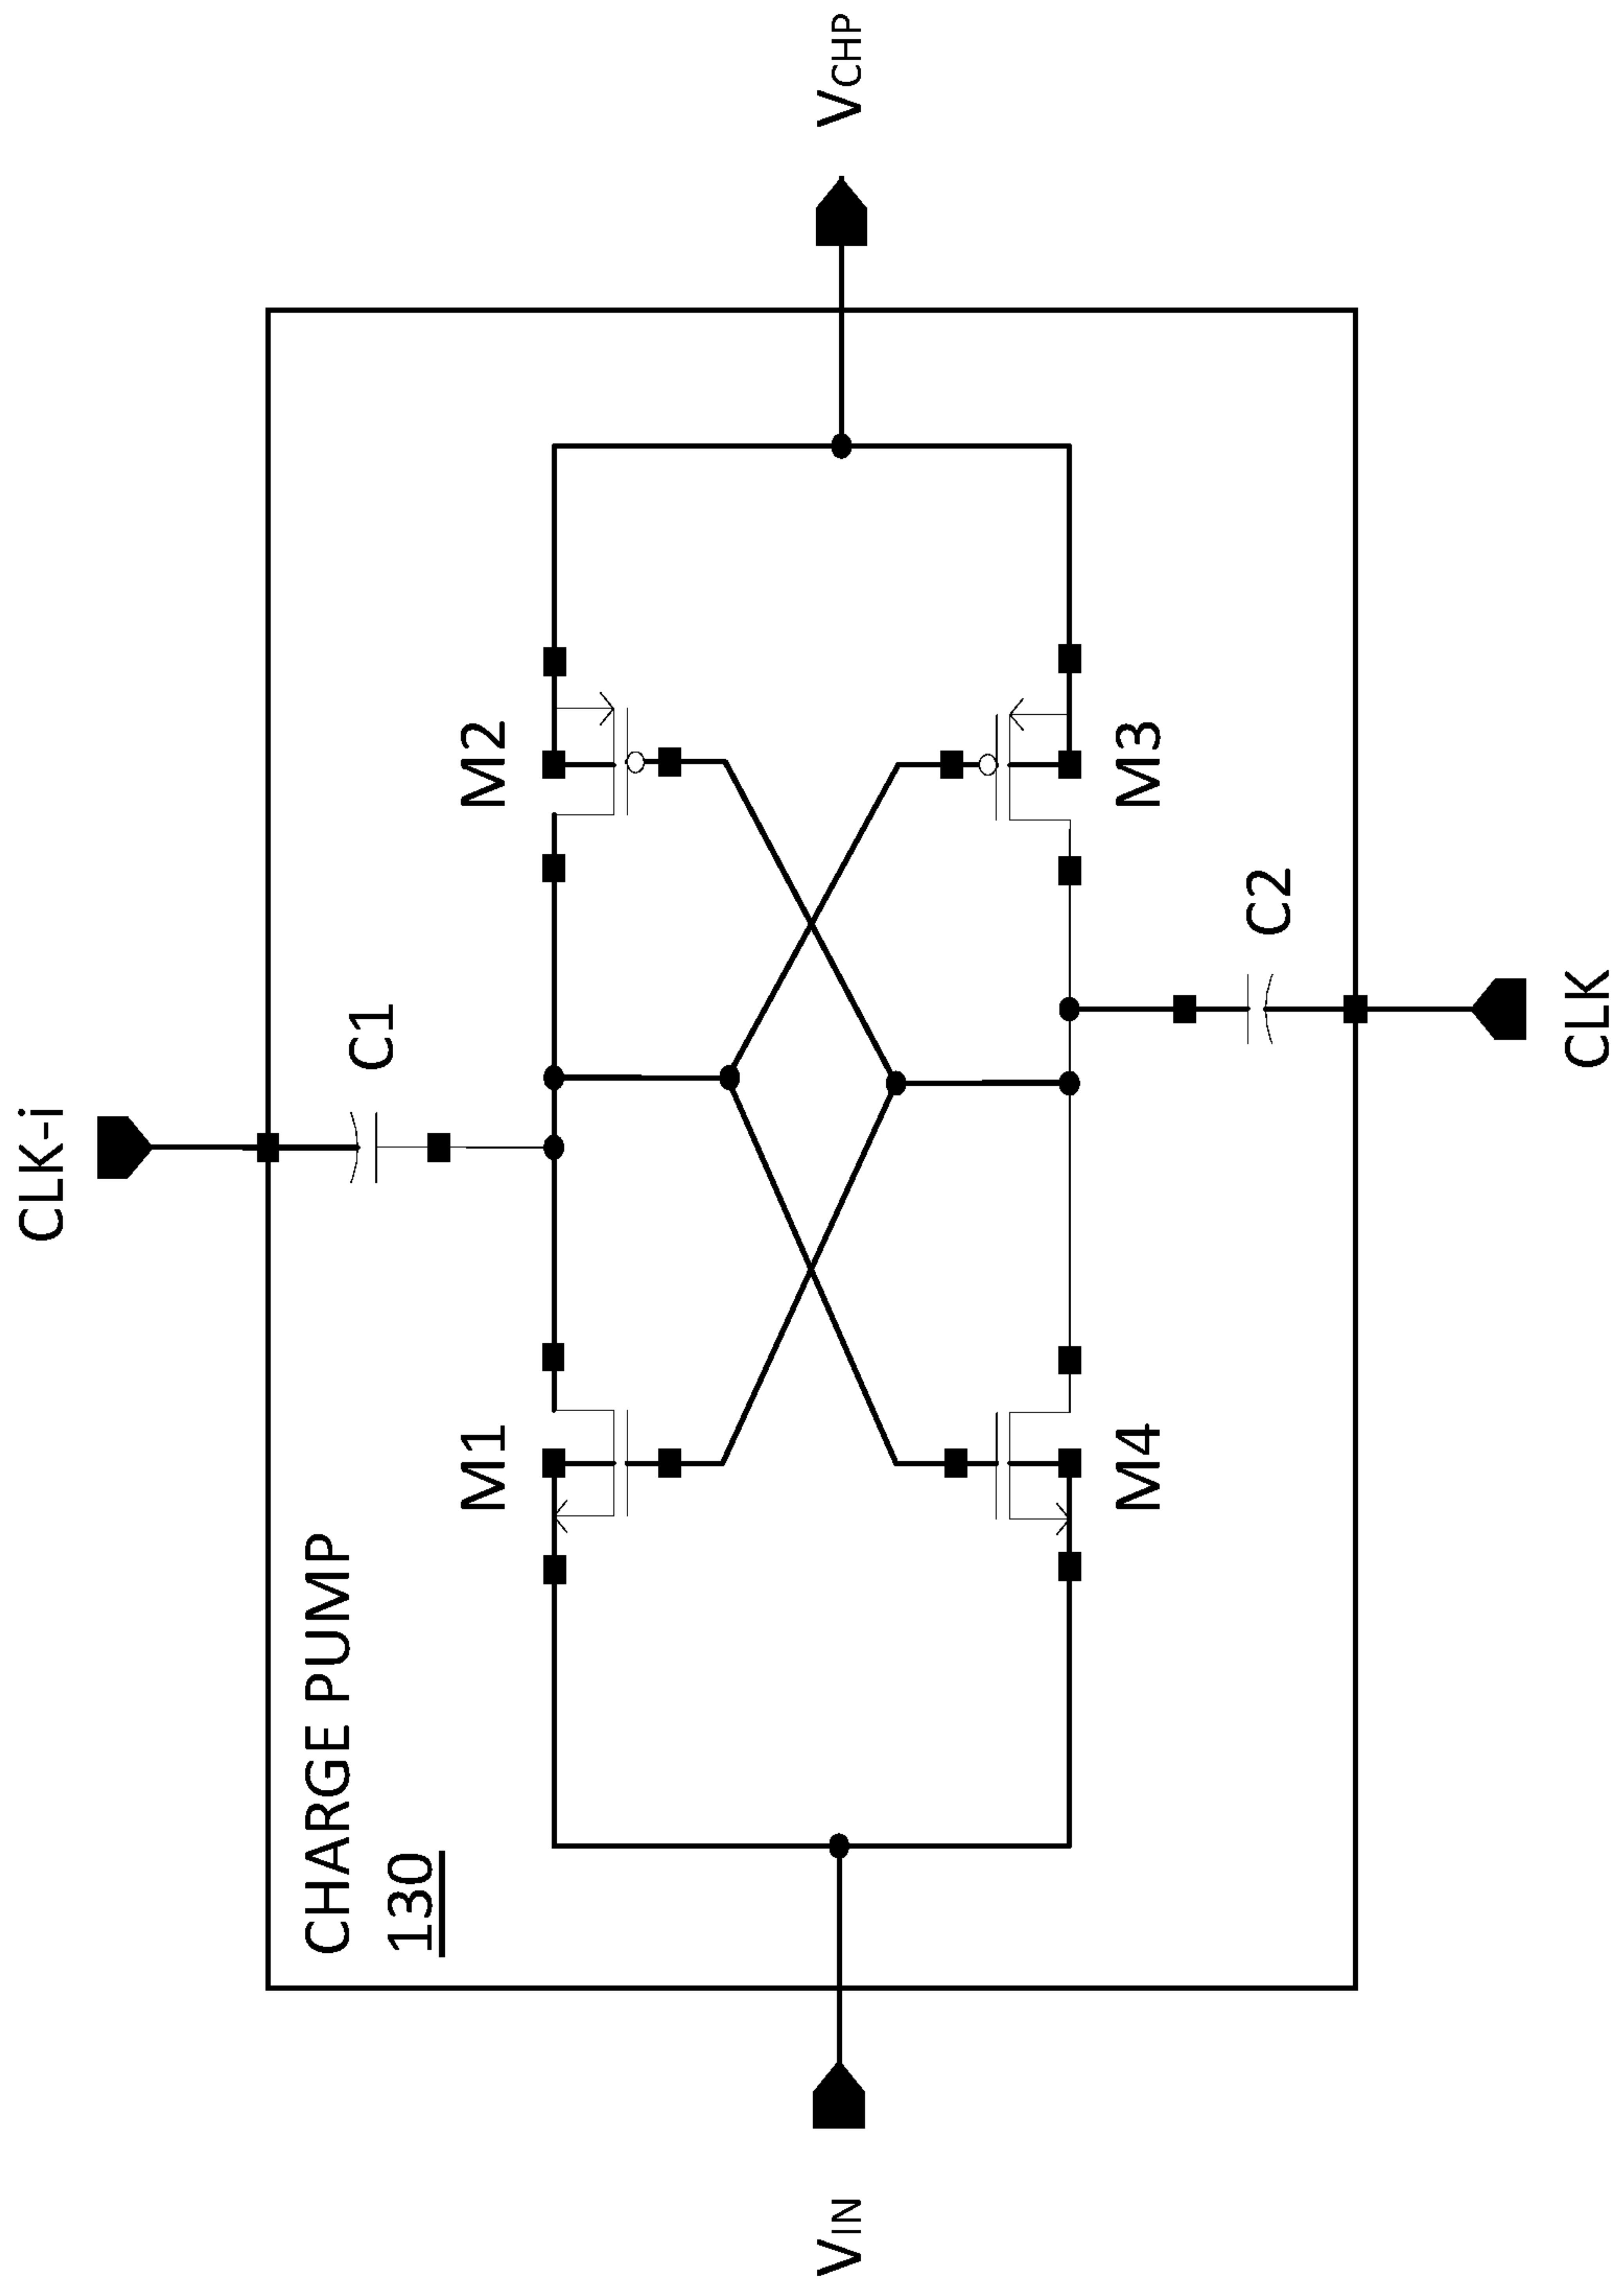 CLK-i
CHARGE PUMP
130
C1
M1
M2
VIN
VCHP
M4
M3
C2
CLK